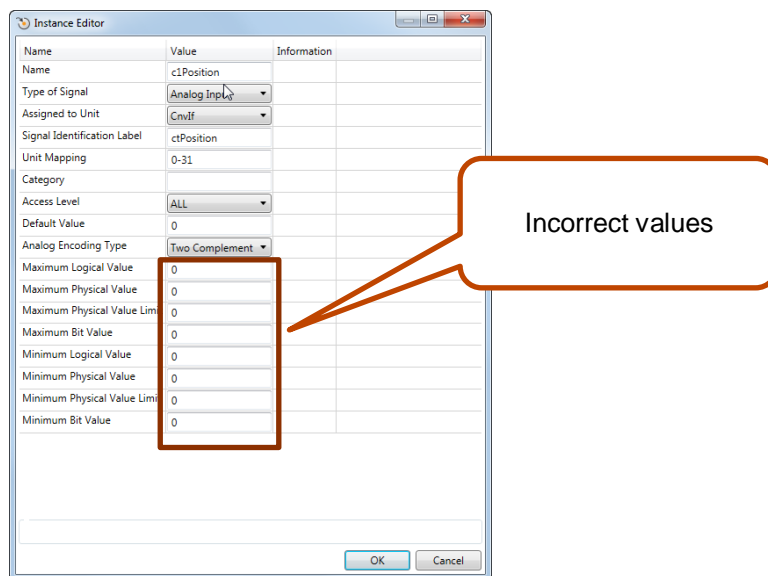 Instance Editor
Name Value Information
Name c1Position
Type of Signal Analog Input
Assigned to Unit CnvIf
Signal Identification Label ctPosition
Unit Mapping 0-31
Category
Access Level ALL
Default Value 0
Analog Encoding Type Two Complement
Maximum Logical Value 0
Maximum Physical Value 0
Maximum Physical Value Limi 0
Maximum Bit Value 0
Minimum Logical Value 0
Minimum Physical Value 0
Minimum Physical Value Limi 0
Minimum Bit Value 0
Incorrect values
OK Cancel